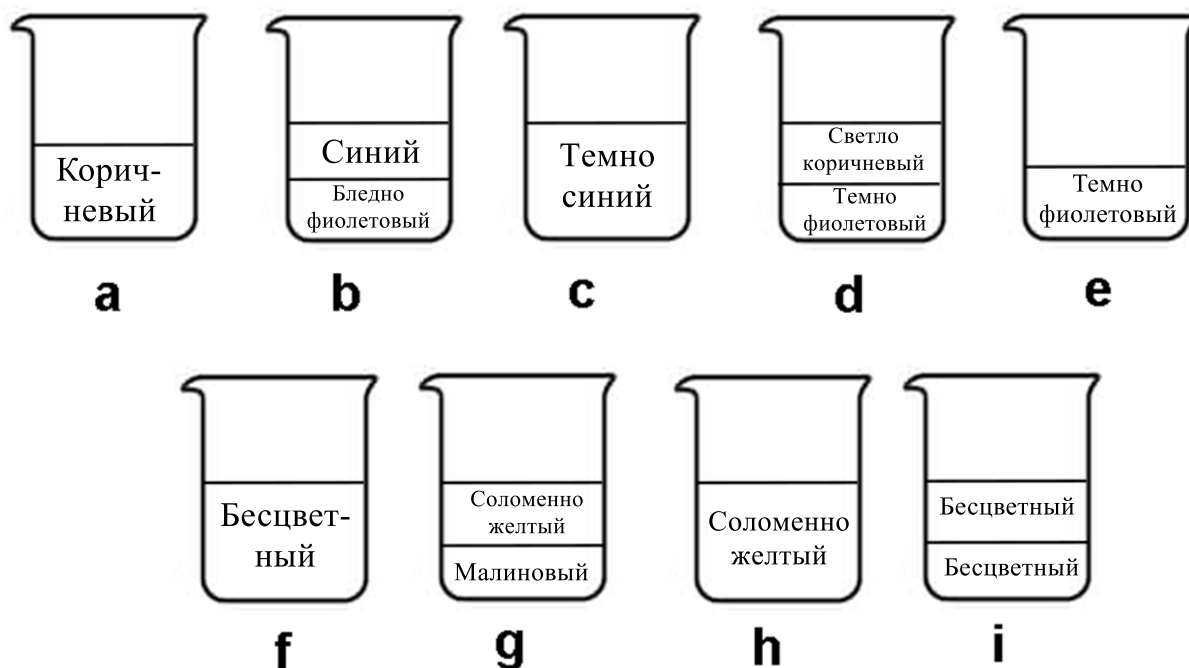 Корич-
невый
Синий
Бледно
фиолетовый
Темно
синий
Светло
коричневый
Темно
фиолетовый
Темно
фиолетовый
a
b
c
d
e
Бесцвет-
ный
Соломенно
желтый
Малиновый
Соломенно
желтый
Бесцветный
Бесцветный
f
g
h
i